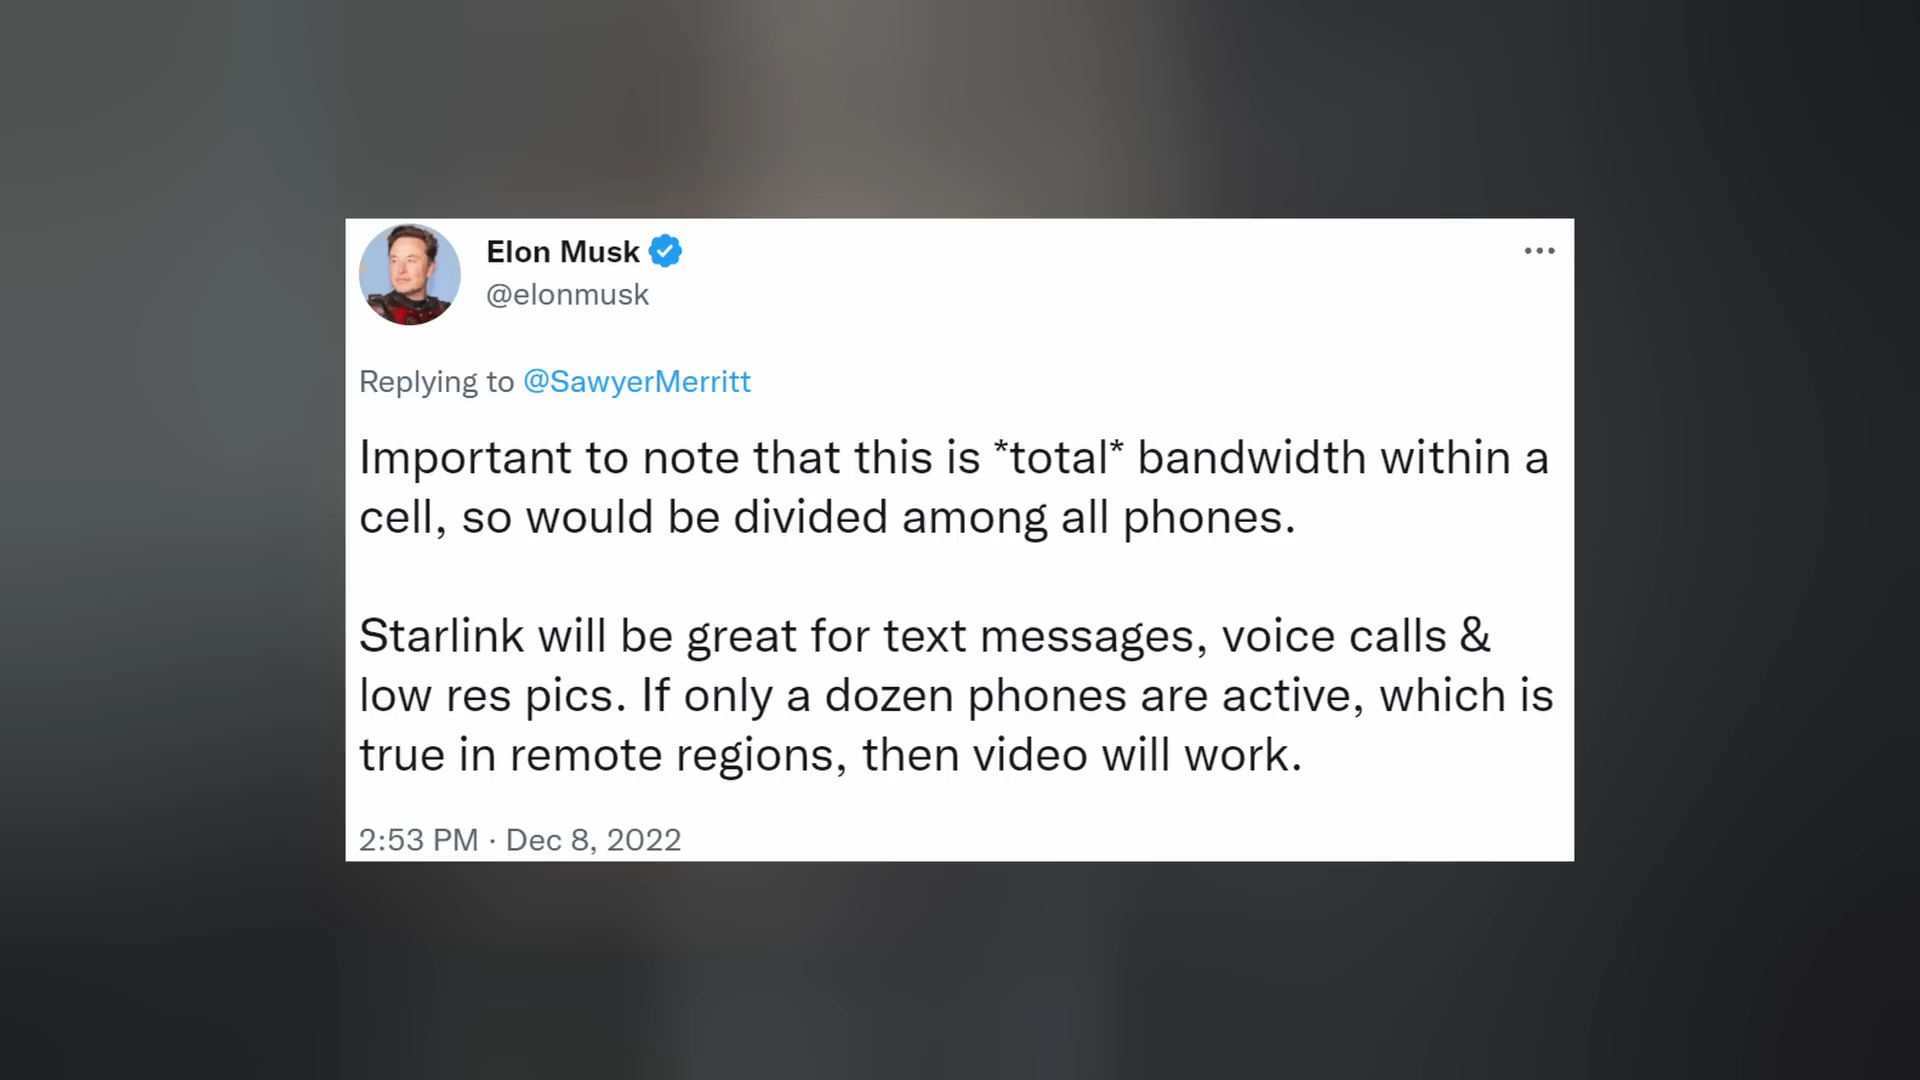 Elon Musk
@elonmusk
Replying to @SawyerMerritt
Important to note that this is *total* bandwidth within a
cell, so would be divided among all phones.
Starlink will be great for text messages, voice calls &
low res pics. If only a dozen phones are active, which is
true in remote regions, then video will work.
2:53 PM · Dec 8, 2022